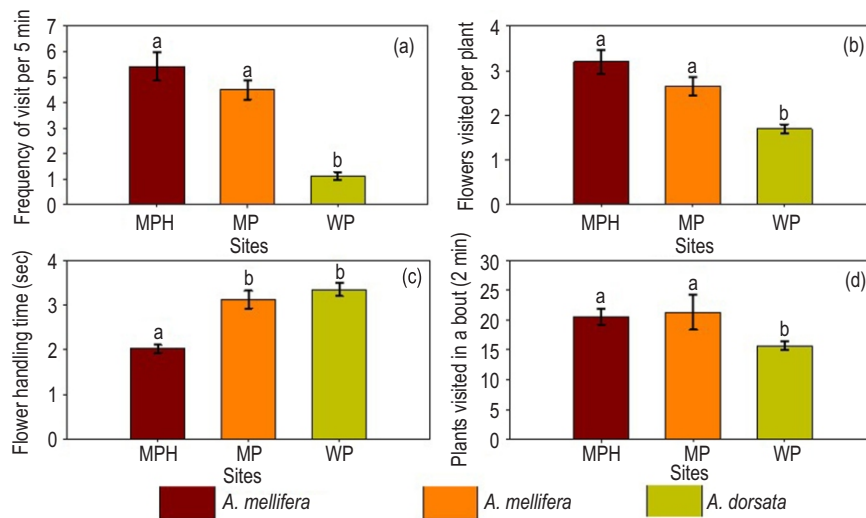 Frequency of visit per 5 min
7
6
5
4
3
2
1
0
a
a
b
(a)
MPH MP WP
Sites
Flowers visited per plant
4
3
2
1
0
a
a
b
(b)
MPH MP WP
Sites
Flower handling time (sec)
4
3
2
1
0
a
b
b
(c)
MPH MP WP
Sites
Plants visited in a bout (2 min)
30
25
20
15
10
5
0
a
a
b
(d)
MPH MP WP
Sites
A. mellifera A. mellifera A. dorsata